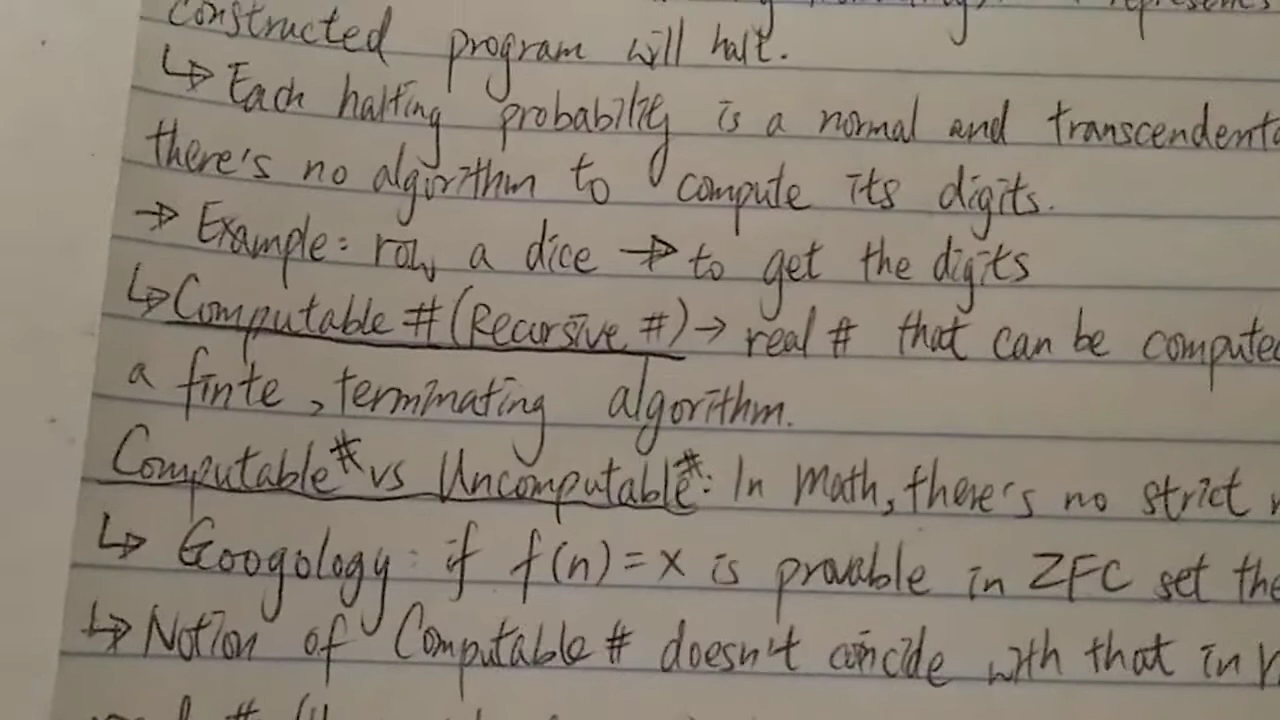 represents
constructed program will halt.
↳ Each halting probability is a normal and transcendent
there's no algorithm to compute its digits.
→ Example: row a dice → to get the digits
↳ Computable # (Recursive #) → real # that can be compute
a finte, terminating algorithm.
Computable # vs Uncomputable #: In Math, there's no strict
↳ Googology: if f(n) = x is provable in ZFC set the
↳ Notion of Computable # doesn't coincide with that in